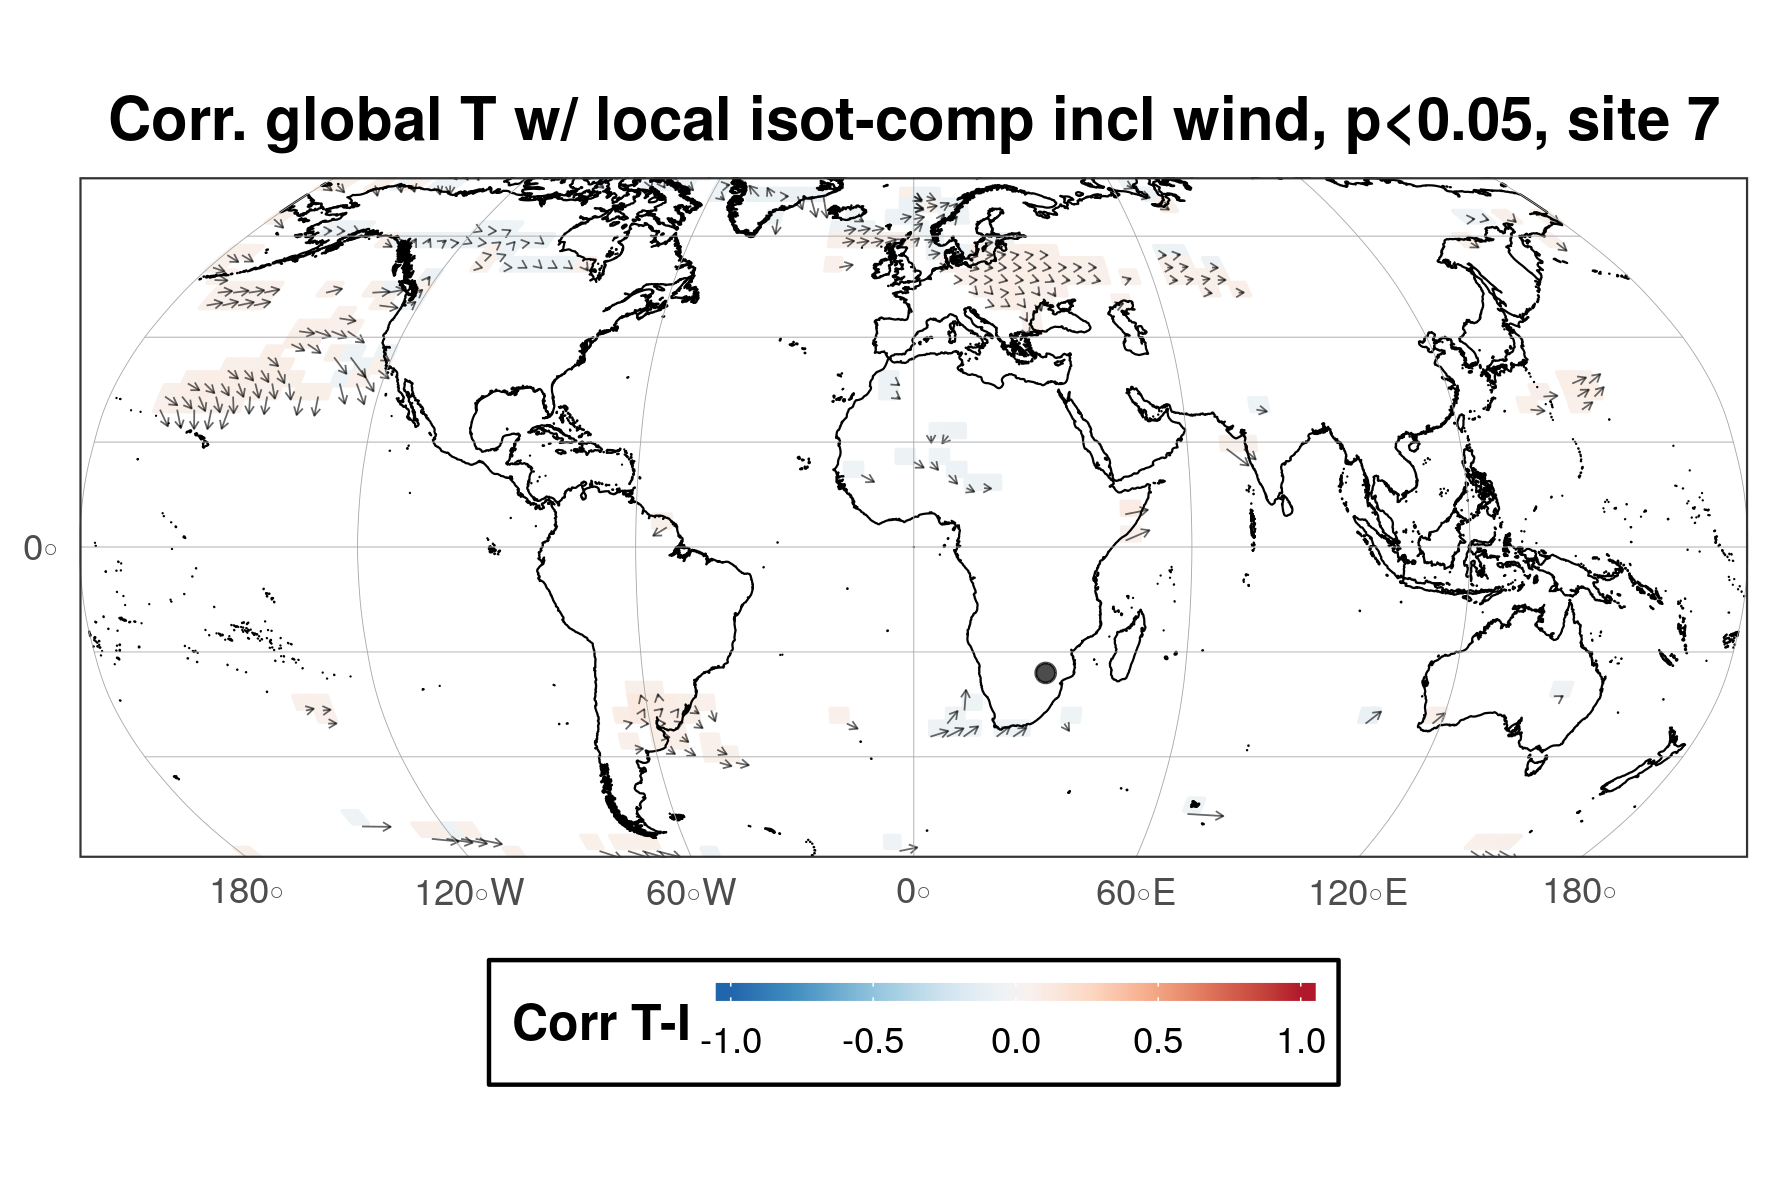 Corr. global T w/ local isot-comp incl wind, p<0.05, site 7
0°
180° 120°W 60°W 0° 60°E 120°E 180°
Corr T-I
-1.0 -0.5 0.0 0.5 1.0